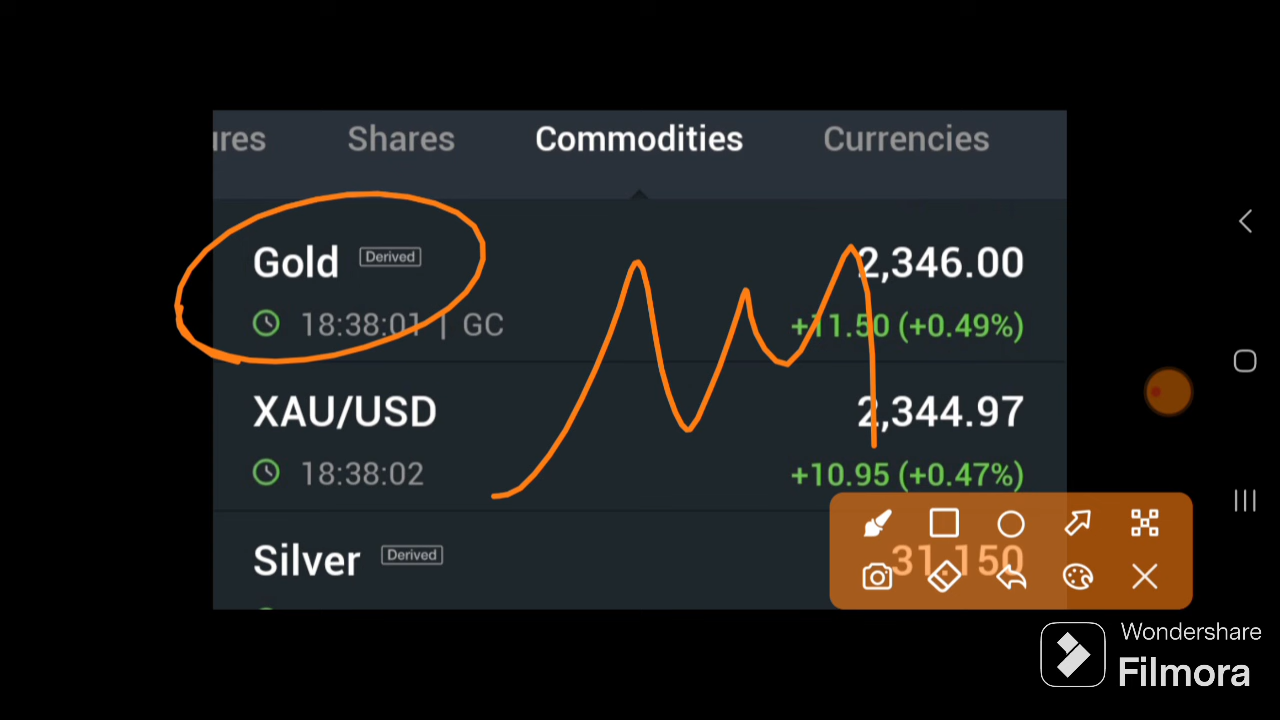 ures Shares Commodities Currencies
Gold Derived 2,346.00
18:38:01 | GC +11.50 (+0.49%)
XAU/USD 2,344.97
18:38:02 +10.95 (+0.47%)
Silver Derived 31,150
Wondershare
Filmora